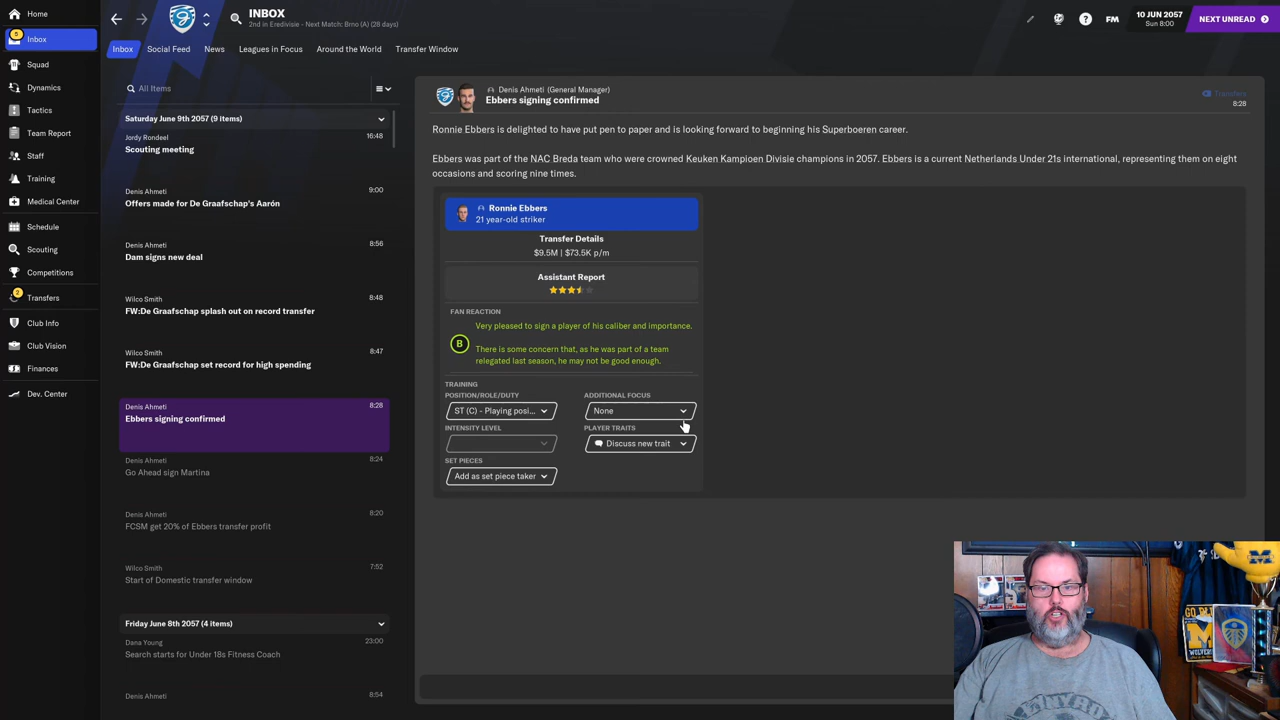 Home
INBOX
2nd in Eredivisie - Next Match: Brno (A) (28 days)
FM
10 JUN 2057
Sun 8:00
NEXT UNREAD
5
Inbox
Inbox
Social Feed
News
Leagues in Focus
Around the World
Transfer Window
Squad
Dynamics
Tactics
Team Report
Staff
Training
Medical Center
Schedule
Scouting
Competitions
2
Transfers
Club Info
Club Vision
Finances
Dev. Center
All Items
Saturday June 9th 2057 (9 items)
Jordy Rondeel
16:48
Scouting meeting
Denis Ahmeti
9:00
Offers made for De Graafschap's Aarón
Denis Ahmeti
8:56
Dam signs new deal
Wilco Smith
8:48
FW:De Graafschap splash out on record transfer
Wilco Smith
8:47
FW:De Graafschap set record for high spending
Denis Ahmeti
8:28
Ebbers signing confirmed
Denis Ahmeti
8:24
Go Ahead sign Martina
Denis Ahmeti
8:20
FCSM get 20% of Ebbers transfer profit
Wilco Smith
7:52
Start of Domestic transfer window
Friday June 8th 2057 (4 items)
Dana Young
23:00
Search starts for Under 18s Fitness Coach
Denis Ahmeti
8:54
Denis Ahmeti (General Manager)
Ebbers signing confirmed
Transfers
8:28
Ronnie Ebbers is delighted to have put pen to paper and is looking forward to beginning his Superboeren career.
Ebbers was part of the NAC Breda team who were crowned Keuken Kampioen Divisie champions in 2057. Ebbers is a current Netherlands Under 21s international, representing them on eight
occasions and scoring nine times.
Ronnie Ebbers
21 year-old striker
Transfer Details
$9.5M | $73.5K p/m
Assistant Report
FAN REACTION
B
Very pleased to sign a player of his caliber and importance.
There is some concern that, as he was part of a team
relegated last season, he may not be good enough.
TRAINING
POSITION/ROLE/DUTY
ST (C) - Playing posi...
ADDITIONAL FOCUS
None
INTENSITY LEVEL
PLAYER TRAITS
Discuss new trait
SET PIECES
Add as set piece taker
GO BLUE
M
WOLVERINES
M